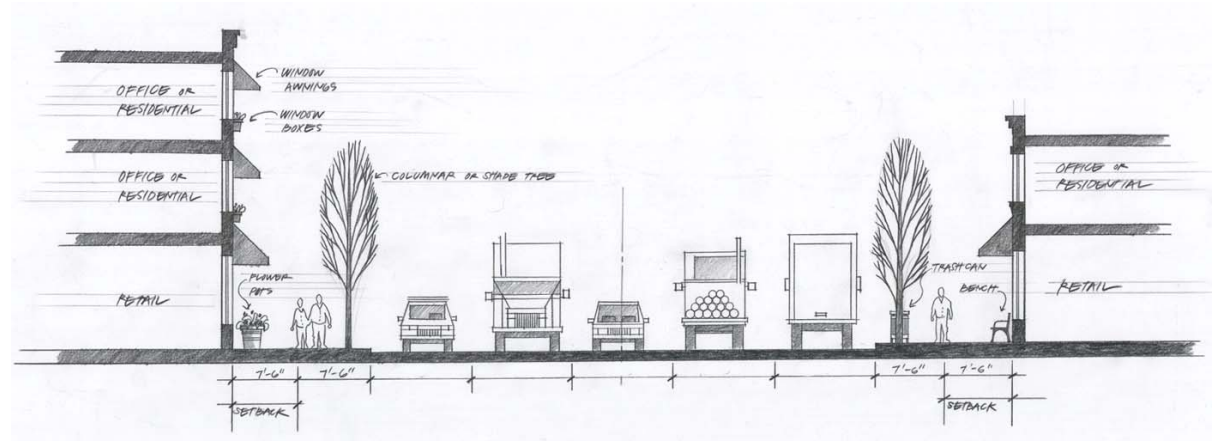 WINDOW
AWNINGS
OFFICE OR
RESIDENTIAL
WINDOW
BOXES
OFFICE OR
RESIDENTIAL
COLUMNAR OR SHADE TREE
OFFICE OR
RESIDENTIAL
FLOWER
POTS
RETAIL
TRASH CAN
BENCH
RETAIL
7'-6" 7'-6" 7'-6" 7'-6"
SETBACK SETBACK